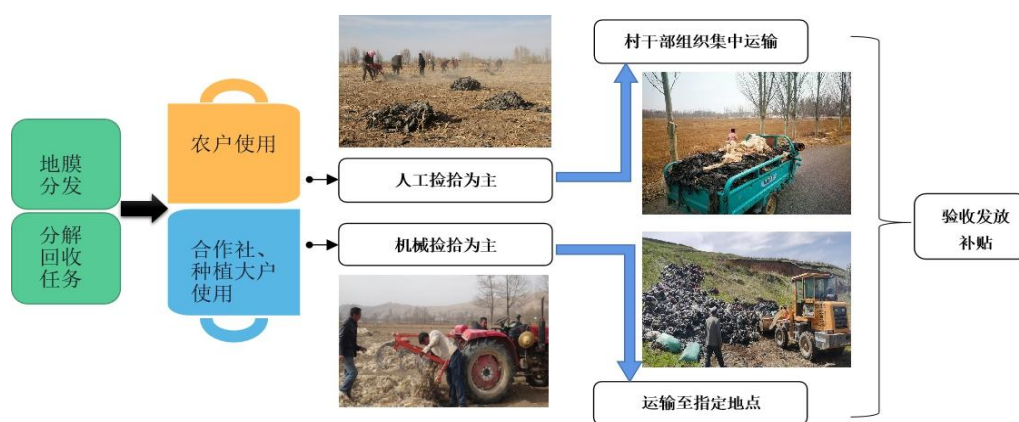 地膜
分发
分解
回收
任务
农户使用
合作社、
种植大户
使用
人工捡拾为主
机械捡拾为主
村干部组织集中运输
运输至指定地点
验收发放
补贴